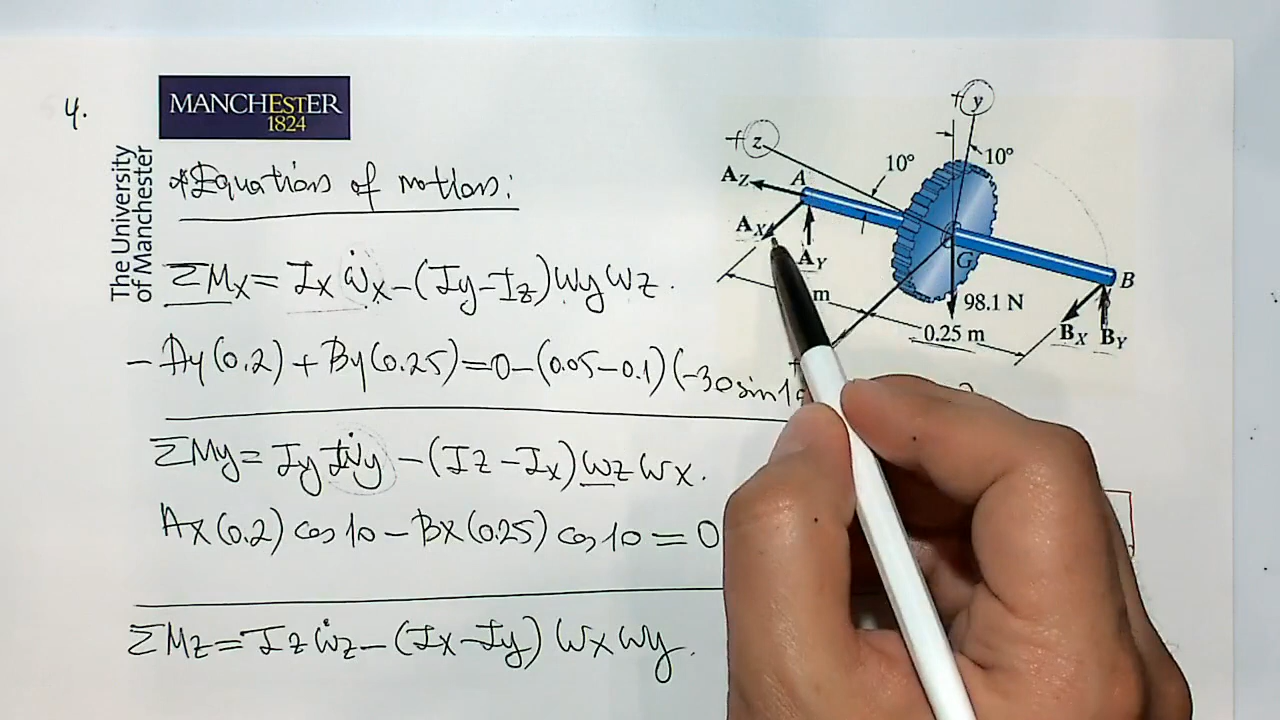 4.
MANCHESTER
1824
The University
of Manchester
* Equations of motions:
ΣMx = Ix ω̇x - (Iy - Iz) ωy ωz.
- Ay (0.2) + By (0.25) = 0 - (0.05 - 0.1) (-30 sin 1
ΣMy = Iy ω̇y - (Iz - Ix) ωz ωx.
Ax (0.2) cos 10 - Bx (0.25) cos 10 = 0
ΣMz = Iz ω̇z - (Ix - Iy) ωx ωy.
+ y
+ z
10°
10°
Az
A
Ax
Ay
G
B
m
98.1 N
0.25 m
Bx
By